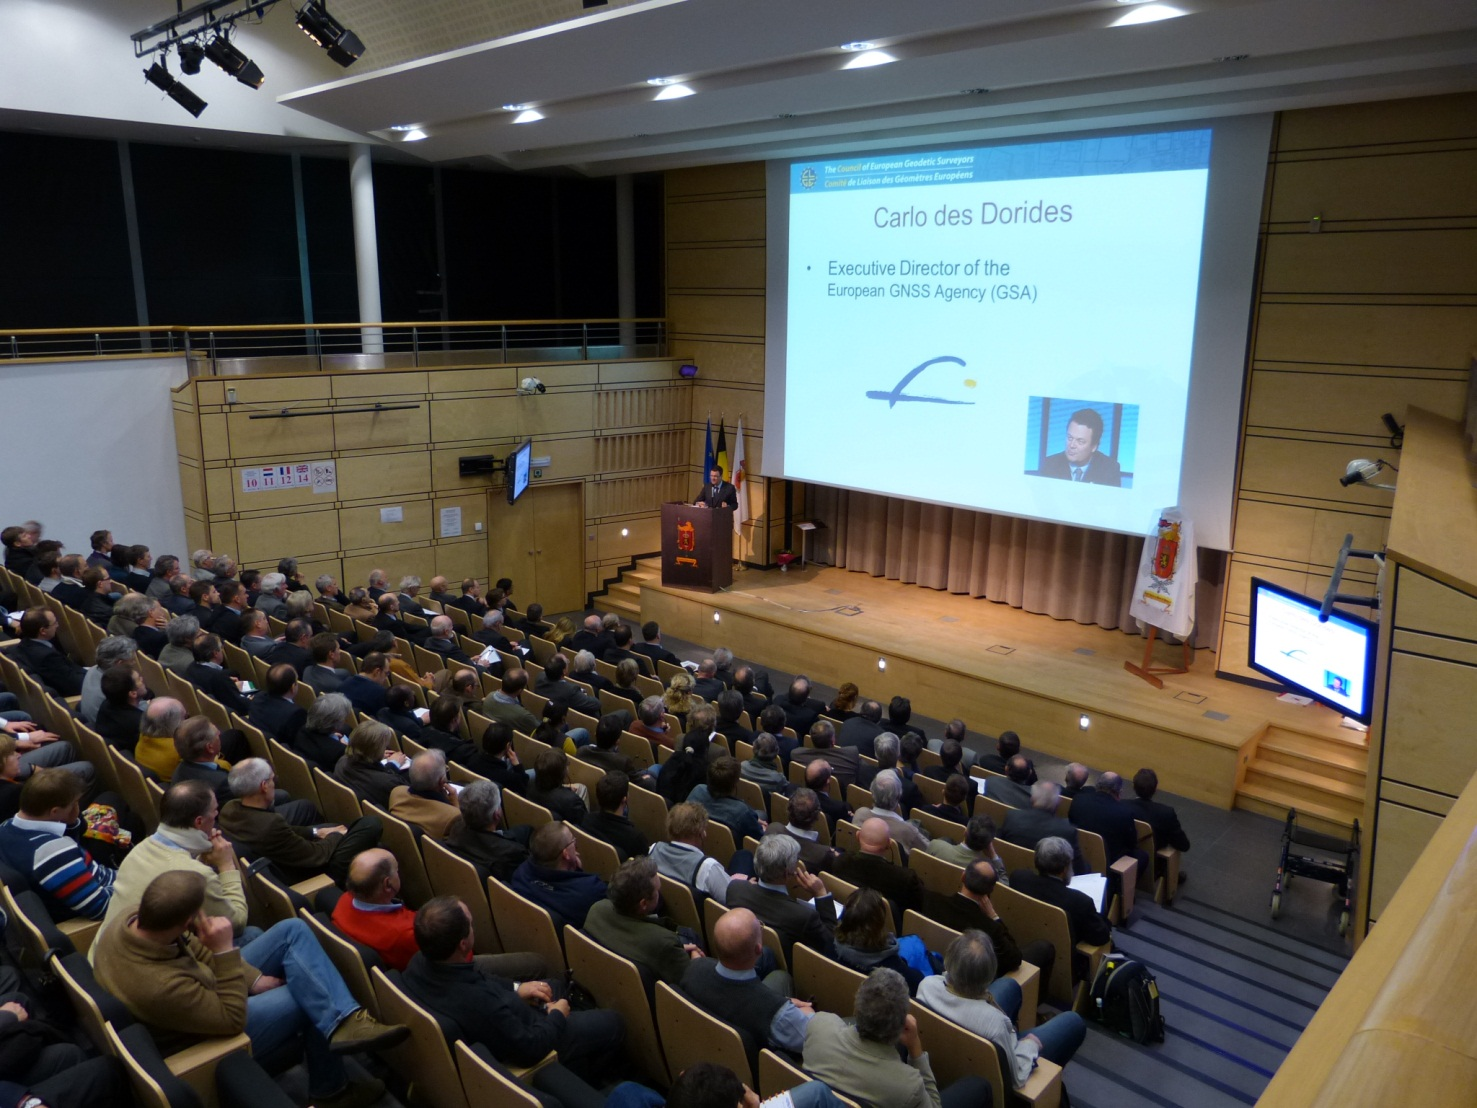 The Council of European Geodetic Surveyors
Comité de Liaison des Géomètres Européens
Carlo des Dorides
• Executive Director of the
European GNSS Agency (GSA)
10 11 12 14